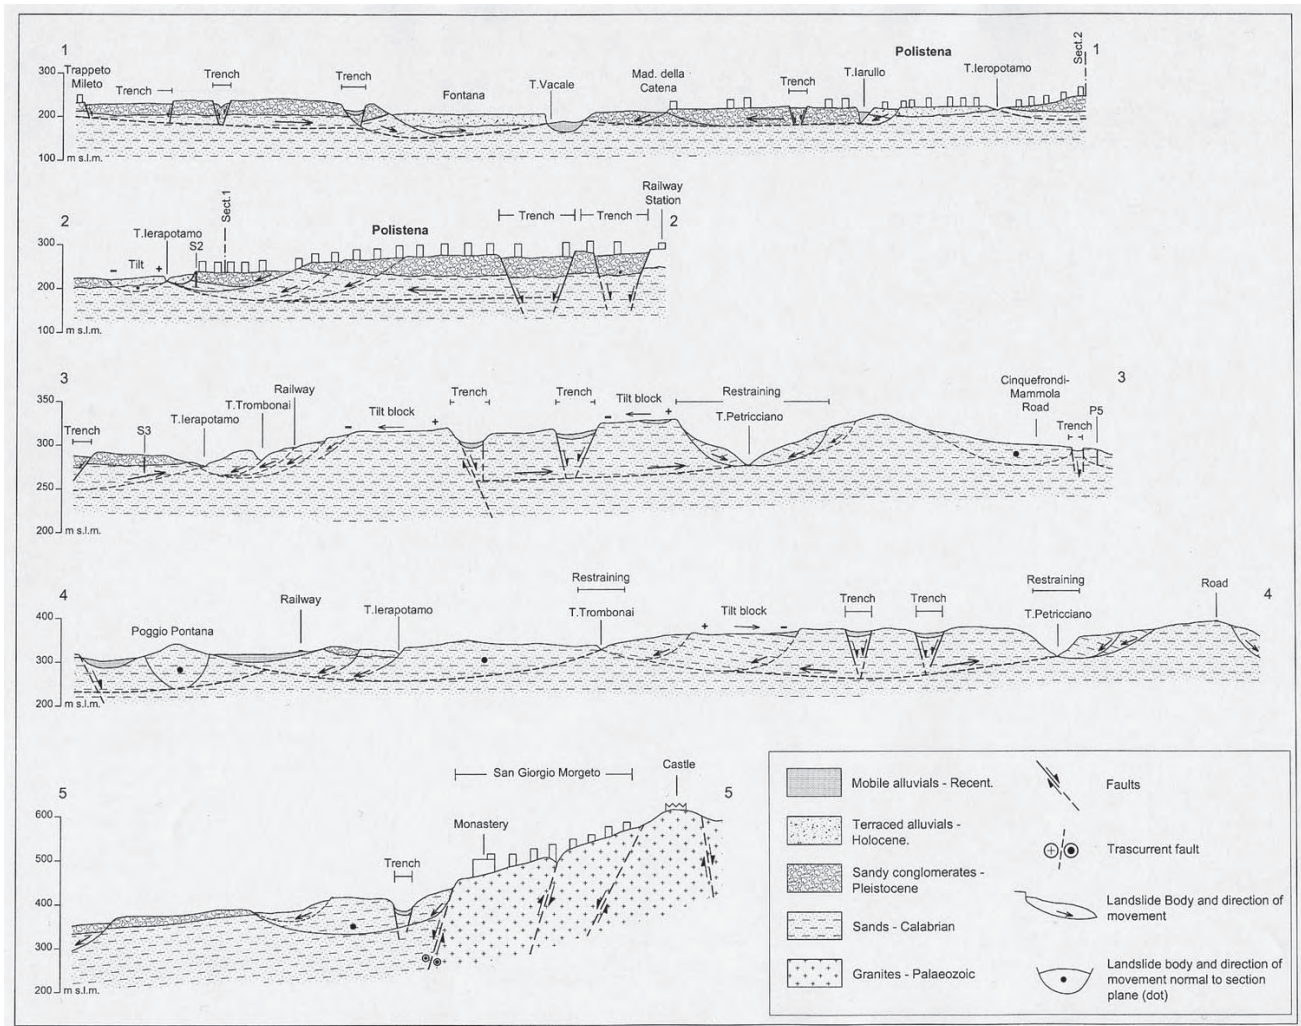 1
300
200
100 m s.l.m.
Trappeto
Mileto
Trench
Trench
Trench
Fontana
T.Vacale
Mad. della
Catena
Trench
Polistena
T.Iarullo
T.Ieropotamo
Sect.2
1
2
300
200
100 m s.l.m.
T.Ierapotamo
Tilt
- +
S2
Sect.1
Polistena
Trench
Trench
Railway
Station
2
3
350
300
250
200 m s.l.m.
Trench
S3
T.Ierapotamo
T.Trombonai
Railway
- Tilt block +
Trench
Trench
- Tilt block +
Restraining
T.Petricciano
Cinquefrondi-
Mammola
Road
Trench
P5
3
4
400
300
200 m s.l.m.
Poggio Pontana
Railway
T.Ierapotamo
Restraining
T.Trombonai
+ Tilt block -
Trench
Trench
Restraining
T.Petricciano
Road
4
5
600
500
400
300
200 m s.l.m.
Trench
Monastery
San Giorgio Morgeto
Castle
5
Mobile alluvials - Recent.
Terraced alluvials -
Holocene.
Sandy conglomerates -
Pleistocene
Sands - Calabrian
Granites - Palaeozoic
Faults
Trascurrent fault
Landslide Body and direction of
movement
Landslide body and direction of
movement normal to section
plane (dot)